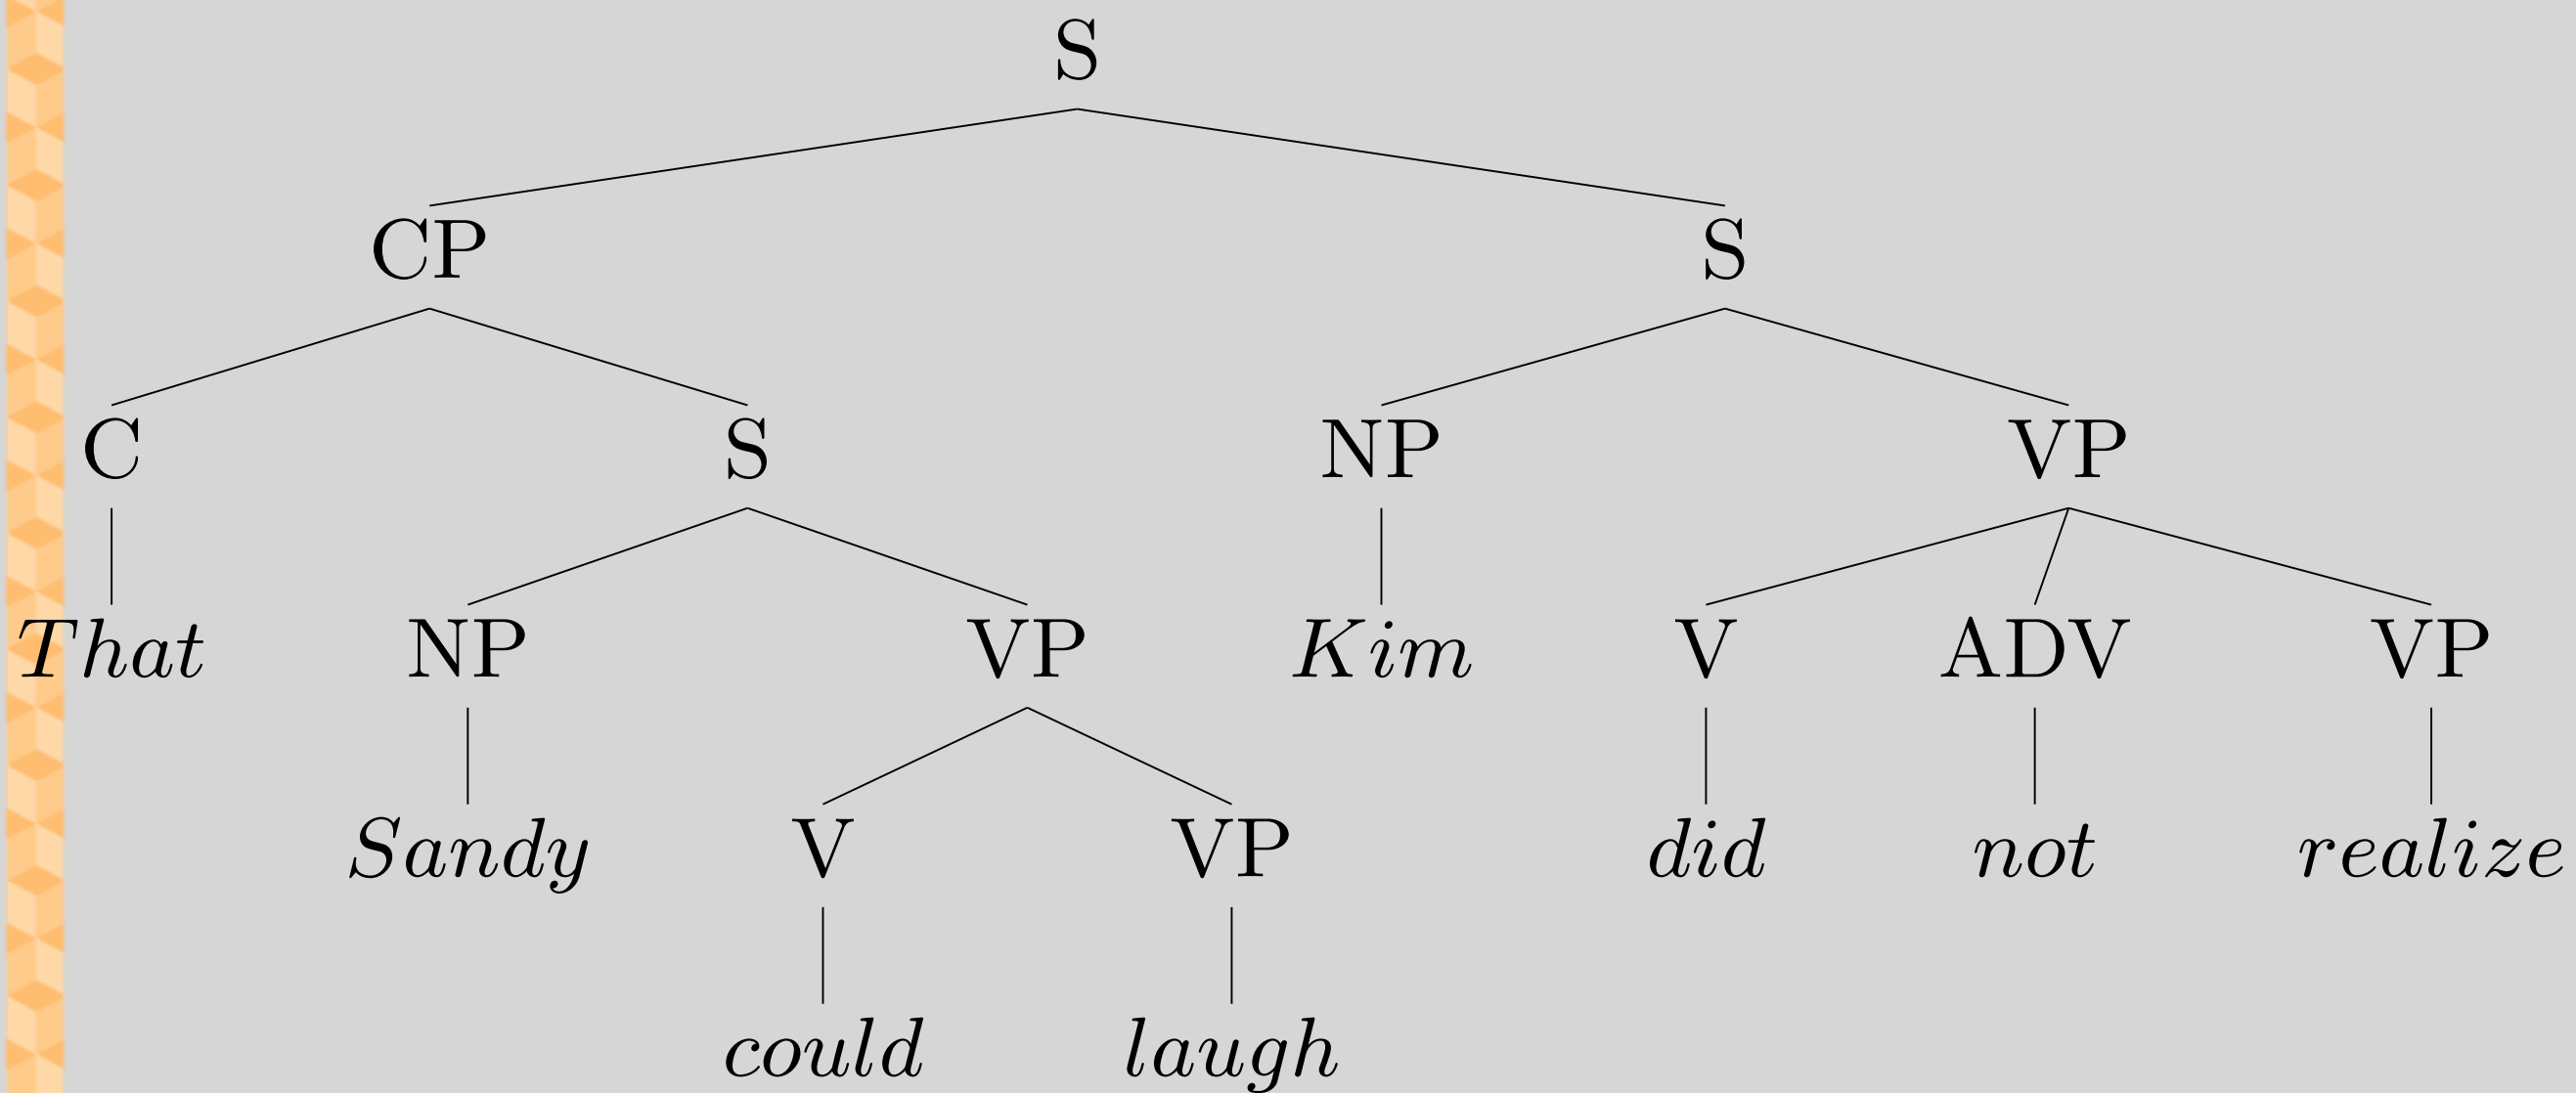 S
CP S
C S NP VP
That NP VP Kim V ADV VP
Sandy V VP did not realize
could laugh